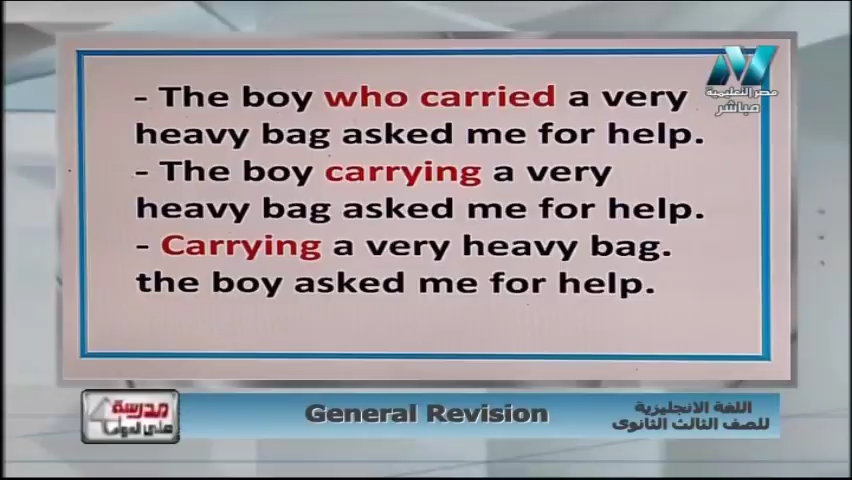 - The boy who carried a very
heavy bag asked me for help.
- The boy carrying a very
heavy bag asked me for help.
- Carrying a very heavy bag.
the boy asked me for help.
مصر التعليمية
مباشر
مدرسة
على الهواء
General Revision
اللغة الانجليزية
للصف الثالث الثانوى